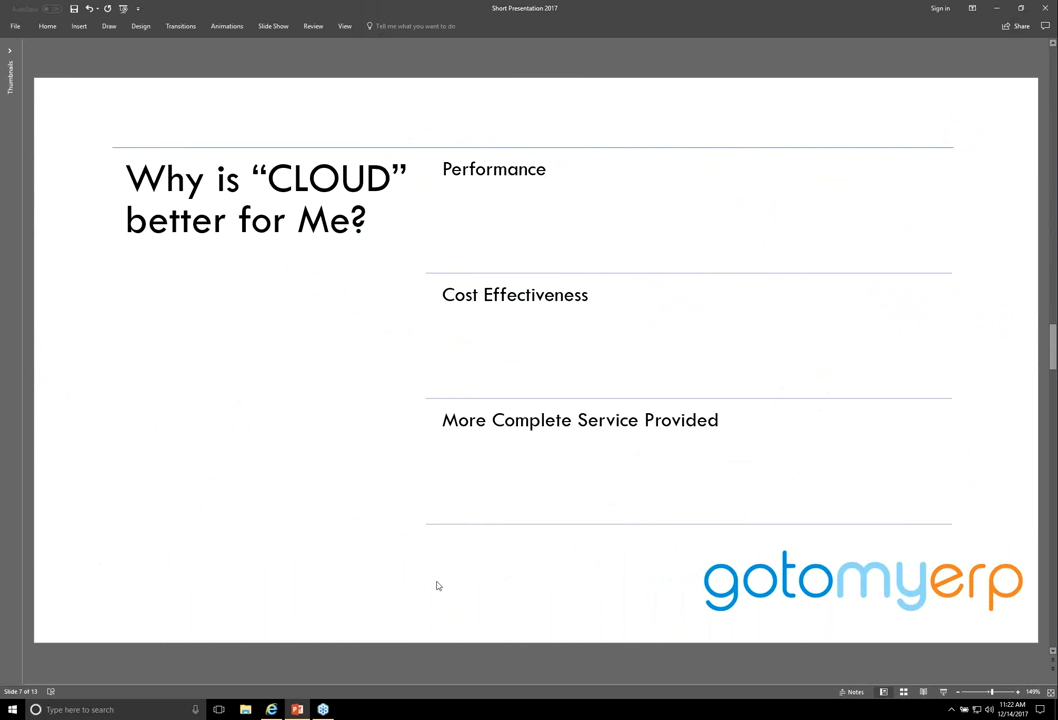 AutoSave
Short Presentation 2017
Sign in
File Home Insert Draw Design Transitions Animations Slide Show Review View Tell me what you want to do
Share
Thumbnails
Why is “CLOUD”
better for Me?
Performance
Cost Effectiveness
More Complete Service Provided
gotomyerp
Slide 7 of 13
Notes
149%
Type here to search
11:22 AM
12/14/2017